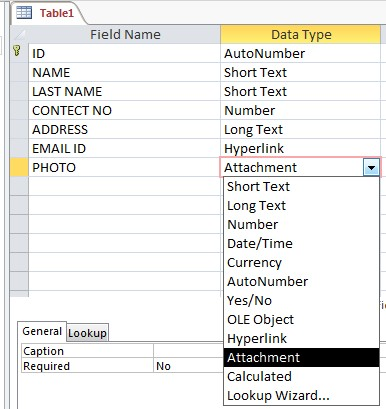 Table1
Field Name Data Type
ID AutoNumber
NAME Short Text
LAST NAME Short Text
CONTECT NO Number
ADDRESS Long Text
EMAIL ID Hyperlink
PHOTO Attachment
Short Text
Long Text
Number
Date/Time
Currency
AutoNumber
Yes/No
OLE Object
Hyperlink
Attachment
Calculated
Lookup Wizard...
General Lookup
Caption
Required No